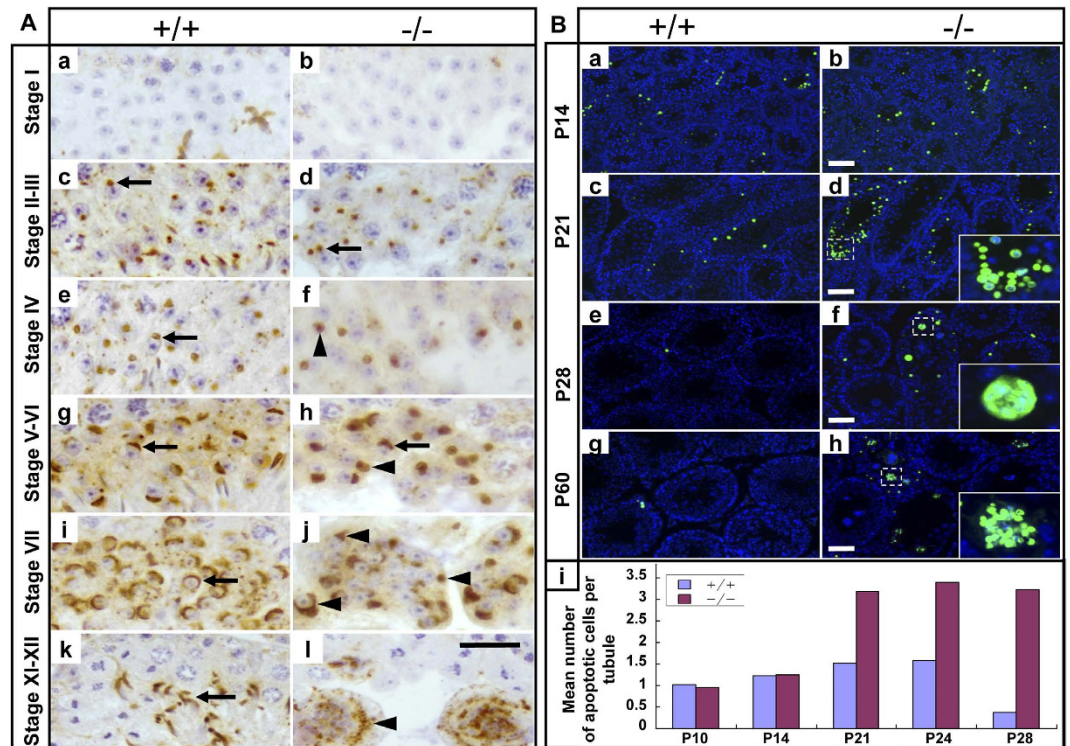 A
+/+
-/-
Stage I
a
b
Stage II-III
c
d
Stage IV
e
f
Stage V-VI
g
h
Stage VII
i
j
Stage XI-XII
k
l
B
+/+
-/-
P14
a
b
P21
c
d
P28
e
f
P60
g
h
i
Mean number
of apoptotic cells per
tubule
3.5
3
2.5
2
1.5
1
0.5
0
+/+
-/-
P10
P14
P21
P24
P28